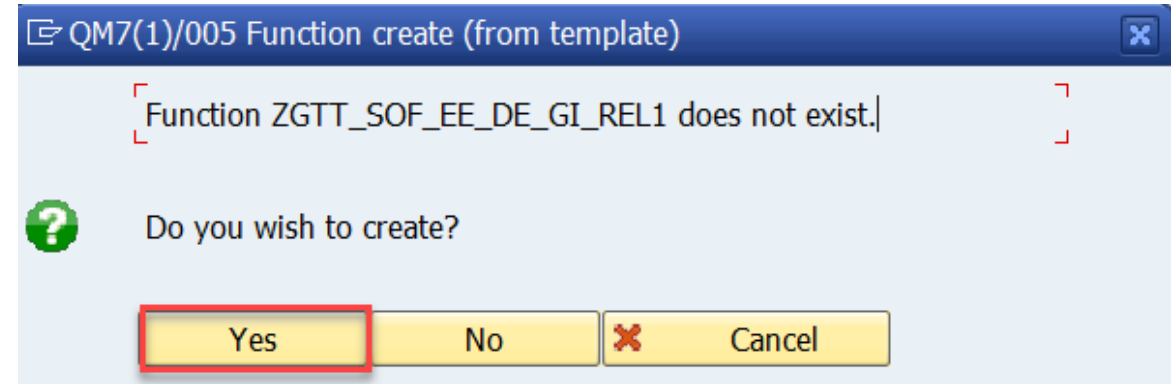 QM7(1)/005 Function create (from template)
Function ZGTT_SOF_EE_DE_GI_REL1 does not exist.
Do you wish to create?
Yes No Cancel